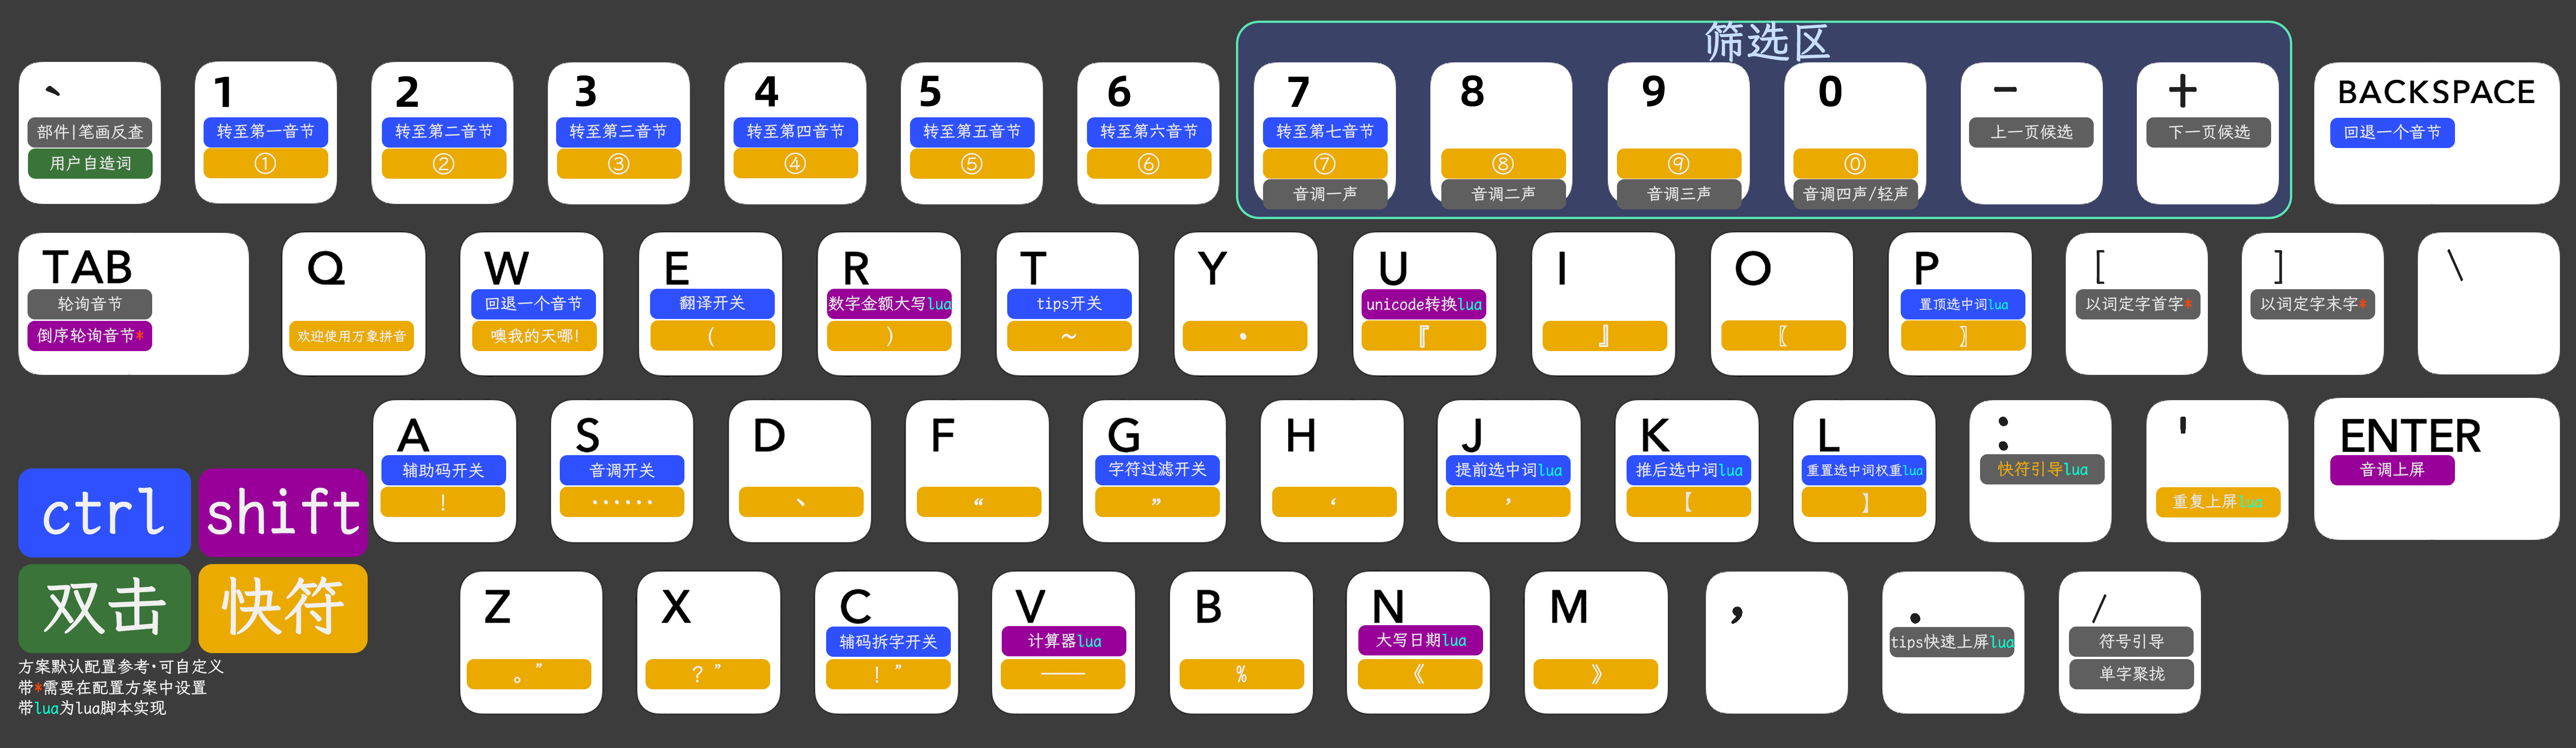 筛选区
\`
部件|笔画反查
用户自造词
1
转至第一音节
①
2
转至第二音节
②
3
转至第三音节
③
4
转至第四音节
④
5
转至第五音节
⑤
6
转至第六音节
⑥
7
转至第七音节
⑦
音调一声
8
⑧
音调二声
9
⑨
音调三声
0
⓪
音调四声/轻声
-
上一页候选
+
下一页候选
BACKSPACE
回退一个音节
TAB
轮询音节
倒序轮询音节*
Q
欢迎使用万象拼音
W
回退一个音节
噢我的天哪!
E
翻译开关
(
R
数字金额大写lua
)
T
tips开关
~
Y
·
U
unicode转换lua
『
I
』
O
〖
P
置顶选中词lua
〗
[
以词定字首字*
]
以词定字末字*
\
A
辅助码开关
!
S
音调开关
……
D
、
F
“
G
字符过滤开关
”
H
‘
J
提前选中词lua
’
K
推后选中词lua
【
L
重置选中词权重lua
】
:
快符引导lua
'
重复上屏lua
ENTER
音调上屏
ctrl
shift
双击
快符
Z
。”
X
？”
C
辅码拆字开关
！”
V
计算器lua
——
B
%
N
大写日期lua
《
M
》
,
.
tips快速上屏lua
/
符号引导
单字聚拢
方案默认配置参考·可自定义
带*需要在配置方案中设置
带lua为lua脚本实现